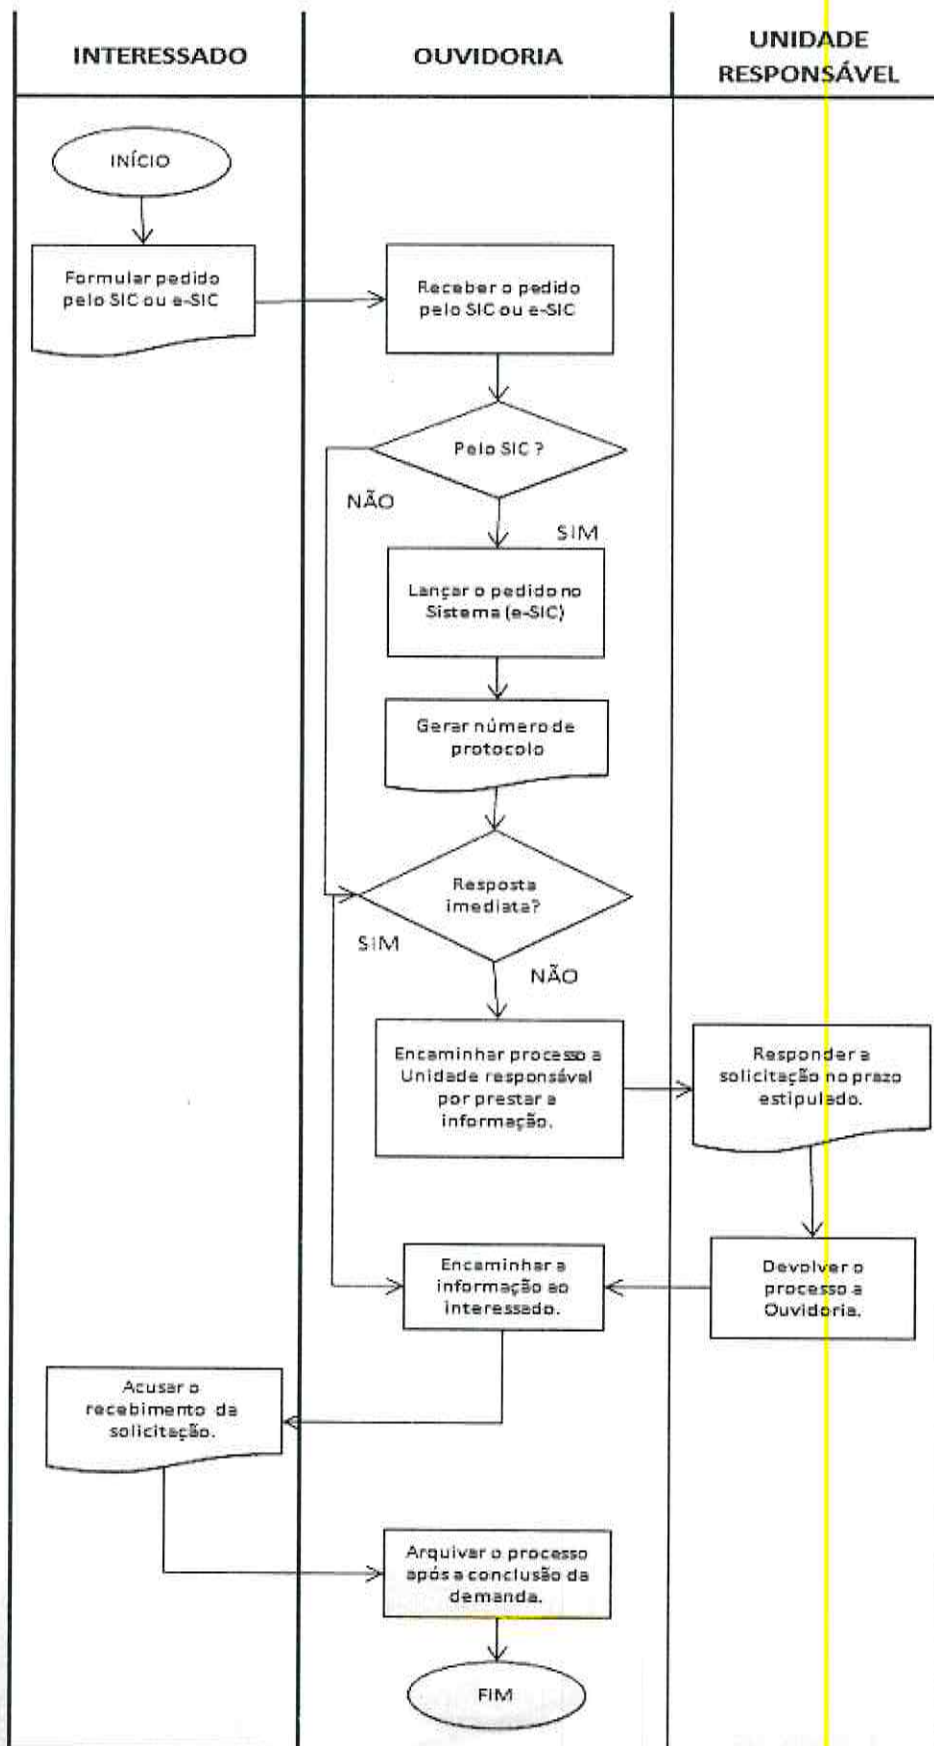 INTERESSADO
OUVIDORIA
UNIDADE
RESPONSÁVEL
INÍCIO
Formular pedido
pelo SIC ou e-SIC
Receber o pedido
pelo SIC ou e-SIC
Pelo SIC ?
NÃO
SIM
Lançar o pedido no
Sistema (e-SIC)
Gerar número de
protocolo
Resposta
imediata?
SIM
NÃO
Encaminhar processo a
Unidade responsável
por prestar a
informação.
Responder a
solicitação no prazo
estipulado.
Encaminhar a
informação ao
interessado.
Devolver o
processo a
Ouvidoria.
Acusar o
recebimento da
solicitação.
Arquivar o processo
após a conclusão da
demanda.
FIM